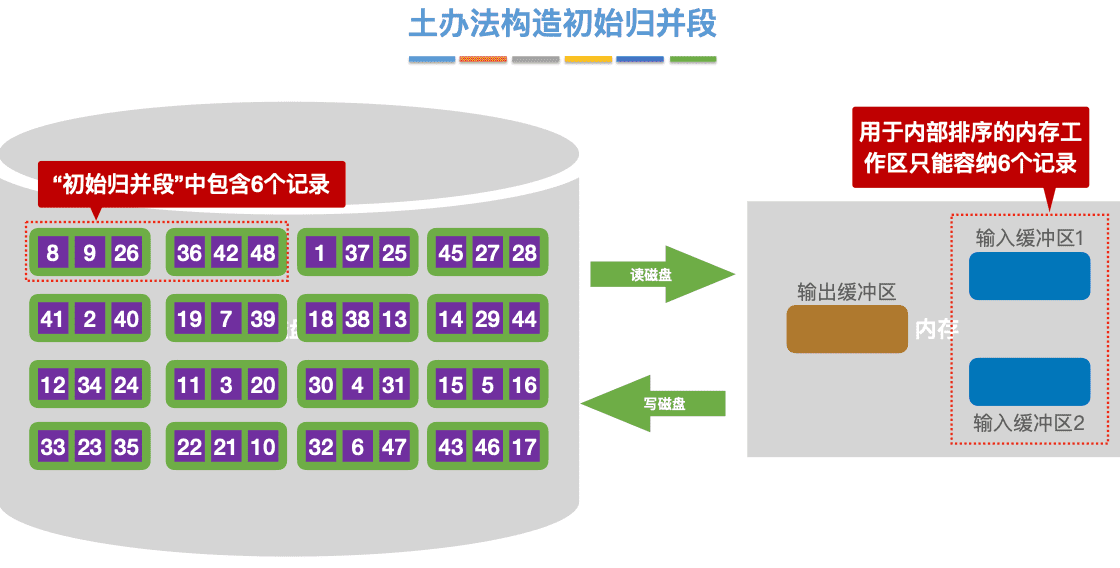 土办法构造初始归并段
用于内部排序的内存工
作区只能容纳6个记录
“初始归并段”中包含6个记录
8 9 26 36 42 48 1 37 25 45 27 28
41 2 40 19 7 39 18 38 13 14 29 44
12 34 24 11 3 20 30 4 31 15 5 16
33 23 35 22 21 10 32 6 47 43 46 17
盘
读磁盘
写磁盘
输出缓冲区
内存
输入缓冲区1
输入缓冲区2